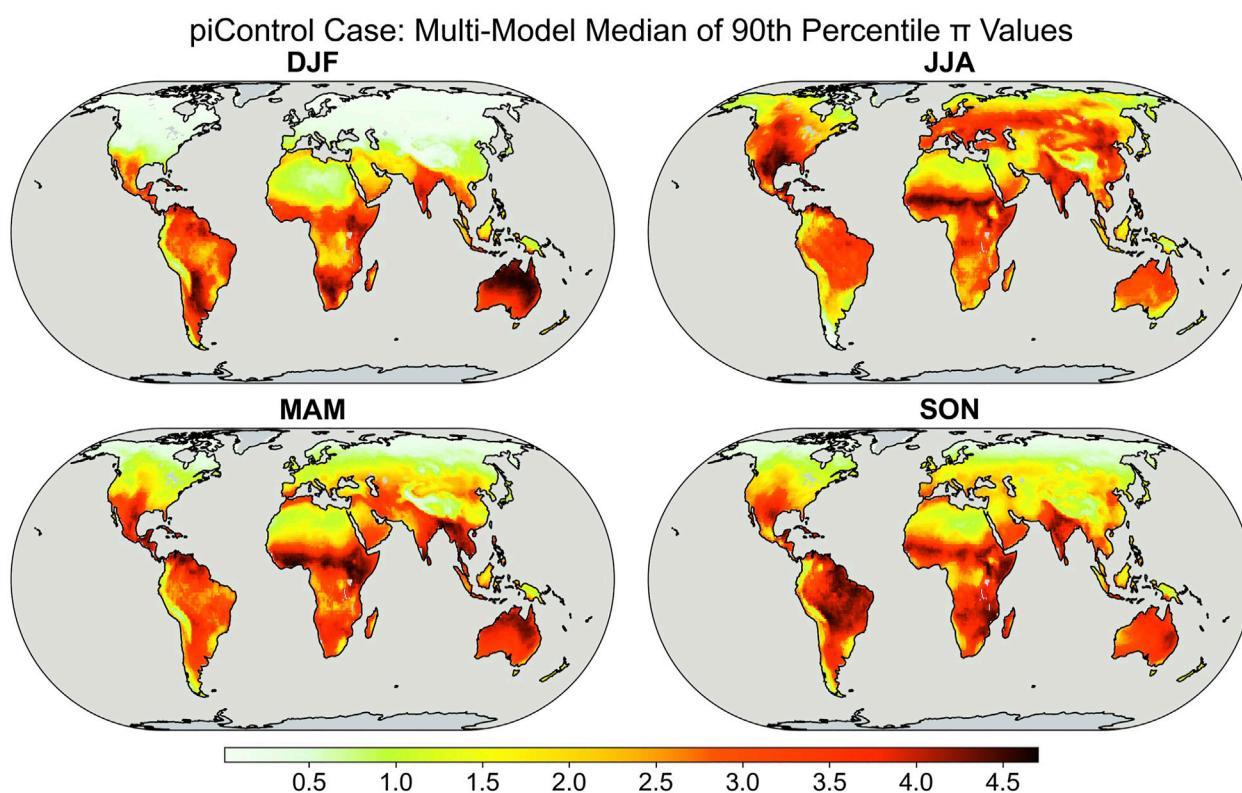 piControl Case: Multi-Model Median of 90th Percentile π Values
DJF
JJA
MAM
SON
0.5 1.0 1.5 2.0 2.5 3.0 3.5 4.0 4.5